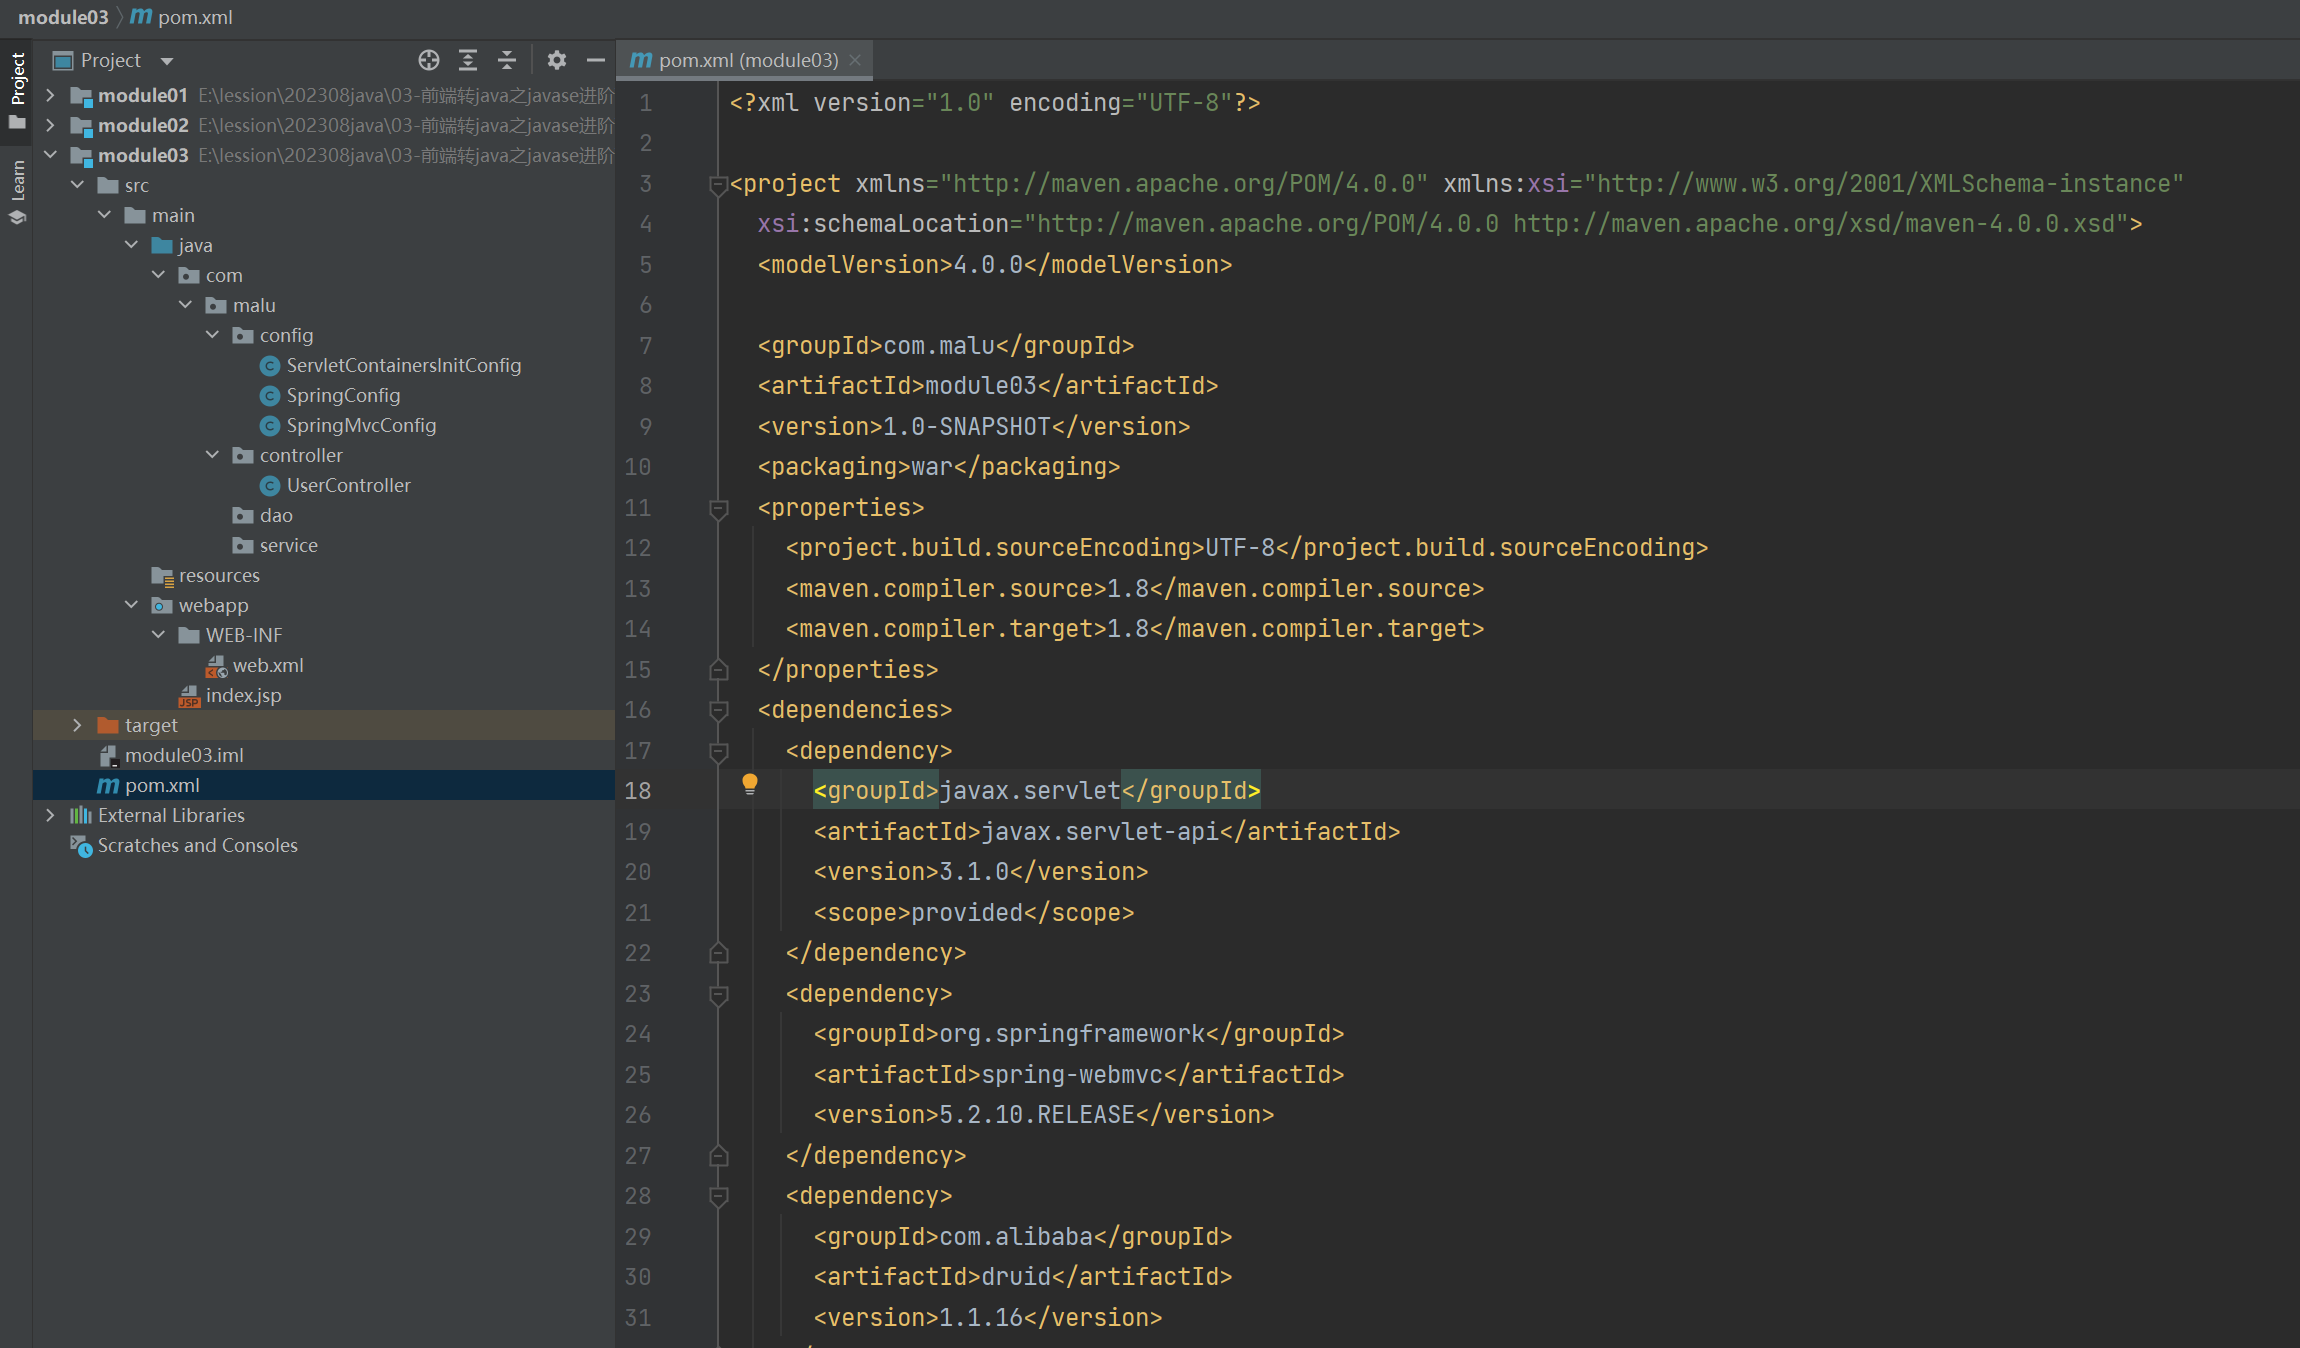 module03 〉 m pom.xml
Project
Learn
Project
module01 E:\lession\202308java\03-前端转java之javase进阶
module02 E:\lession\202308java\03-前端转java之javase进阶
module03 E:\lession\202308java\03-前端转java之javase进阶
src
main
java
com
malu
config
ServletContainersInitConfig
SpringConfig
SpringMvcConfig
controller
UserController
dao
service
resources
webapp
WEB-INF
web.xml
index.jsp
target
module03.iml
pom.xml
External Libraries
Scratches and Consoles
pom.xml (module03)
1 <?xml version="1.0" encoding="UTF-8"?>
2
3 <project xmlns="http://maven.apache.org/POM/4.0.0" xmlns:xsi="http://www.w3.org/2001/XMLSchema-instance"
4 xsi:schemaLocation="http://maven.apache.org/POM/4.0.0 http://maven.apache.org/xsd/maven-4.0.0.xsd">
5 <modelVersion>4.0.0</modelVersion>
6
7 <groupId>com.malu</groupId>
8 <artifactId>module03</artifactId>
9 <version>1.0-SNAPSHOT</version>
10 <packaging>war</packaging>
11 <properties>
12 <project.build.sourceEncoding>UTF-8</project.build.sourceEncoding>
13 <maven.compiler.source>1.8</maven.compiler.source>
14 <maven.compiler.target>1.8</maven.compiler.target>
15 </properties>
16 <dependencies>
17 <dependency>
18 <groupId>javax.servlet</groupId>
19 <artifactId>javax.servlet-api</artifactId>
20 <version>3.1.0</version>
21 <scope>provided</scope>
22 </dependency>
23 <dependency>
24 <groupId>org.springframework</groupId>
25 <artifactId>spring-webmvc</artifactId>
26 <version>5.2.10.RELEASE</version>
27 </dependency>
28 <dependency>
29 <groupId>com.alibaba</groupId>
30 <artifactId>druid</artifactId>
31 <version>1.1.16</version>